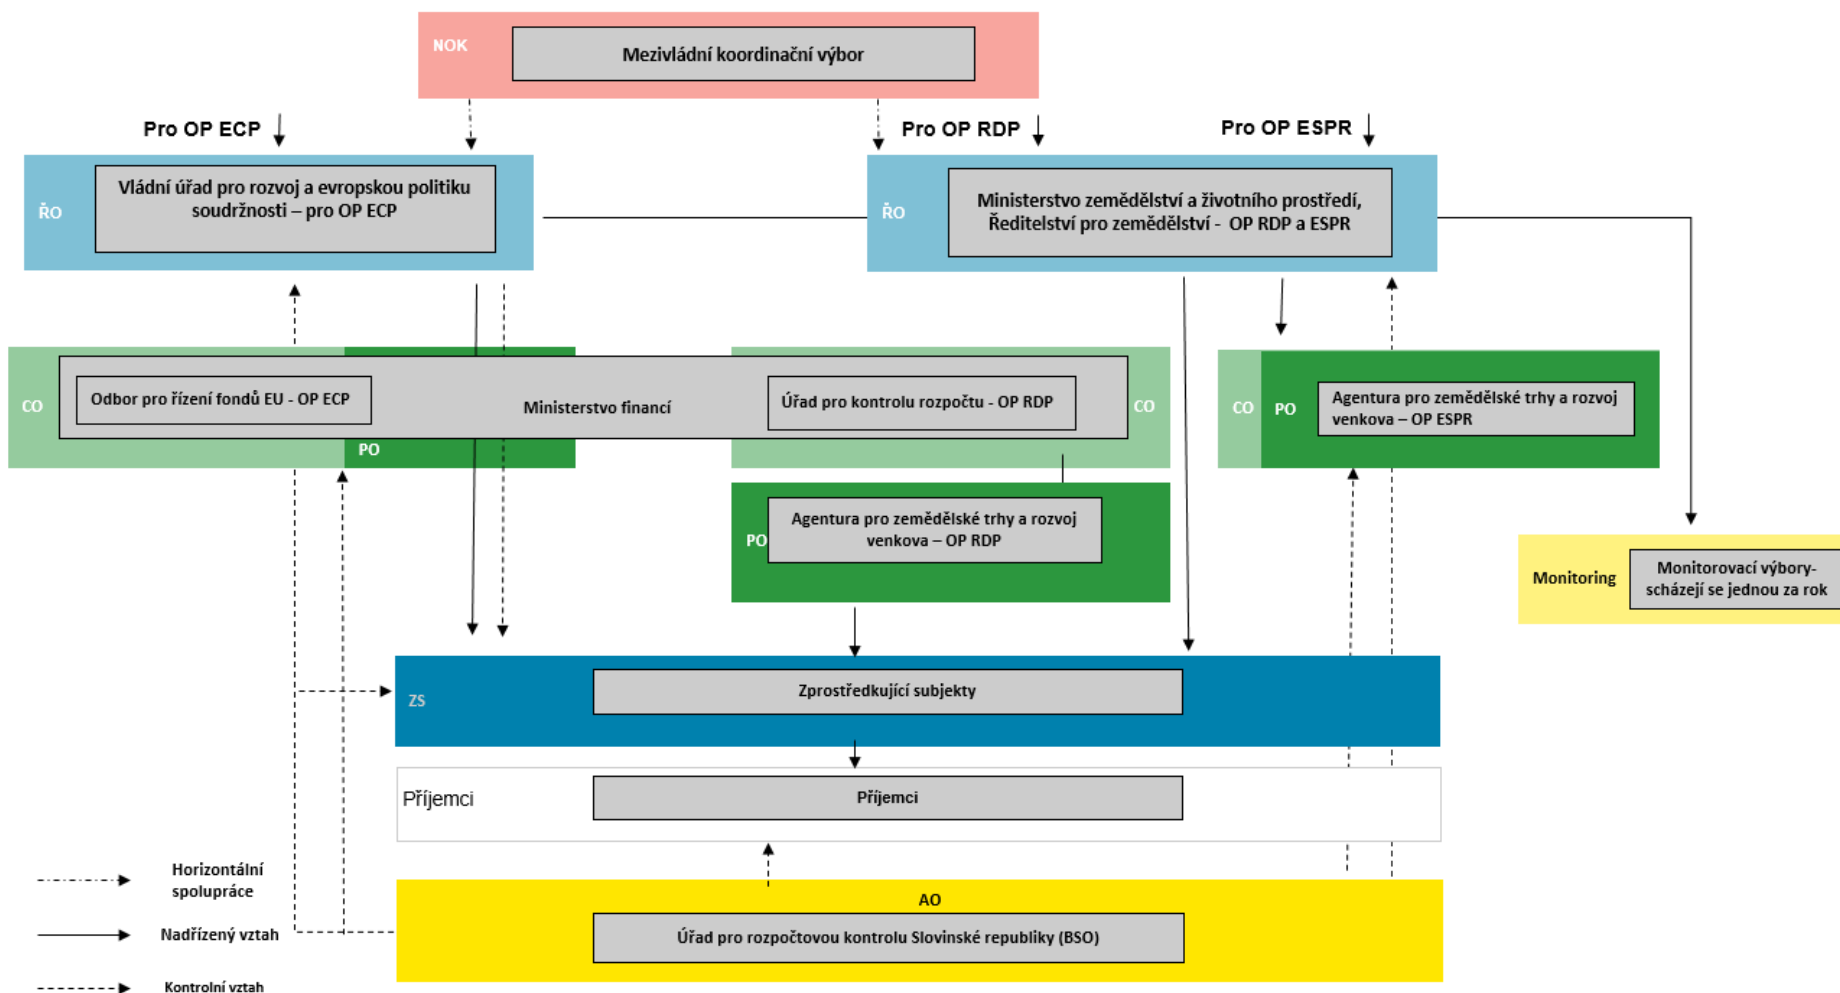 NOK
Mezivládní koordinační výbor
Pro OP ECP
Pro OP RDP
Pro OP ESPR
ŘO
Vládní úřad pro rozvoj a evropskou politiku
soudržnosti – pro OP ECP
ŘO
Ministerstvo zemědělství a životního prostředí,
Ředitelství pro zemědělství - OP RDP a ESPR
CO
Odbor pro řízení fondů EU - OP ECP
PO
Ministerstvo financí
Úřad pro kontrolu rozpočtu - OP RDP
CO
CO
PO
Agentura pro zemědělské trhy a rozvoj
venkova – OP ESPR
PO
Agentura pro zemědělské trhy a rozvoj
venkova – OP RDP
Monitoring
Monitorovací výbory-
scházejí se jednou za rok
ZS
Zprostředkující subjekty
Příjemci
Příjemci
AO
Úřad pro rozpočtovou kontrolu Slovinské republiky (BSO)
Horizontální
spolupráce
Nadřízený vztah
Kontrolní vztah